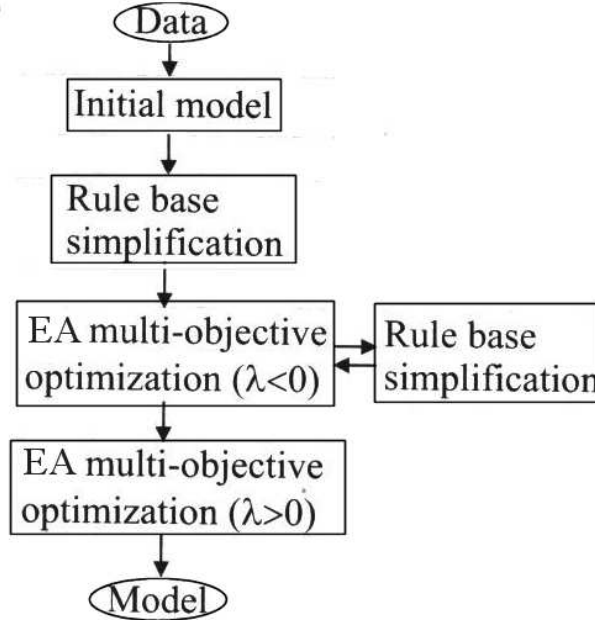 Data
Initial model
Rule base
simplification
EA multi-objective
optimization (λ<0)
Rule base
simplification
EA multi-objective
optimization (λ>0)
Model